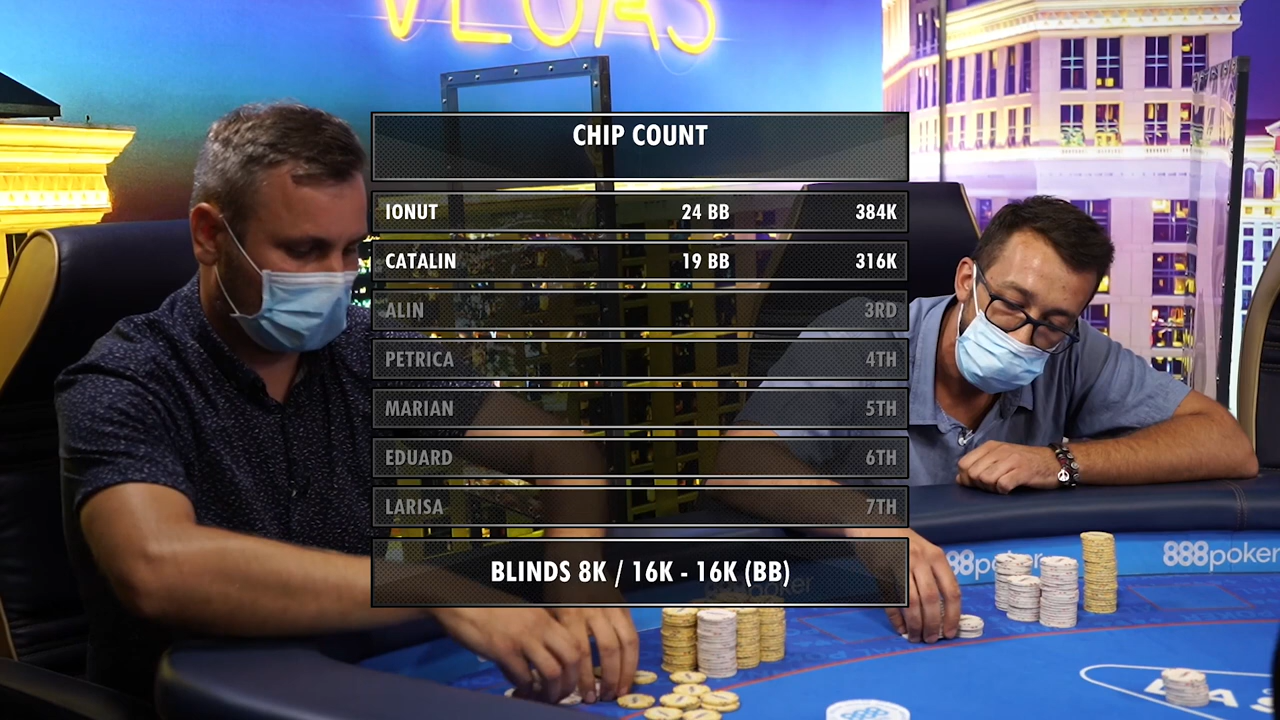 VEGAS
CHIP COUNT
IONUT 24 BB 384K
CATALIN 19 BB 316K
ALIN 3RD
PETRICA 4TH
MARIAN 5TH
EDUARD 6TH
LARISA 7TH
BLINDS 8K / 16K - 16K (BB)
888poker